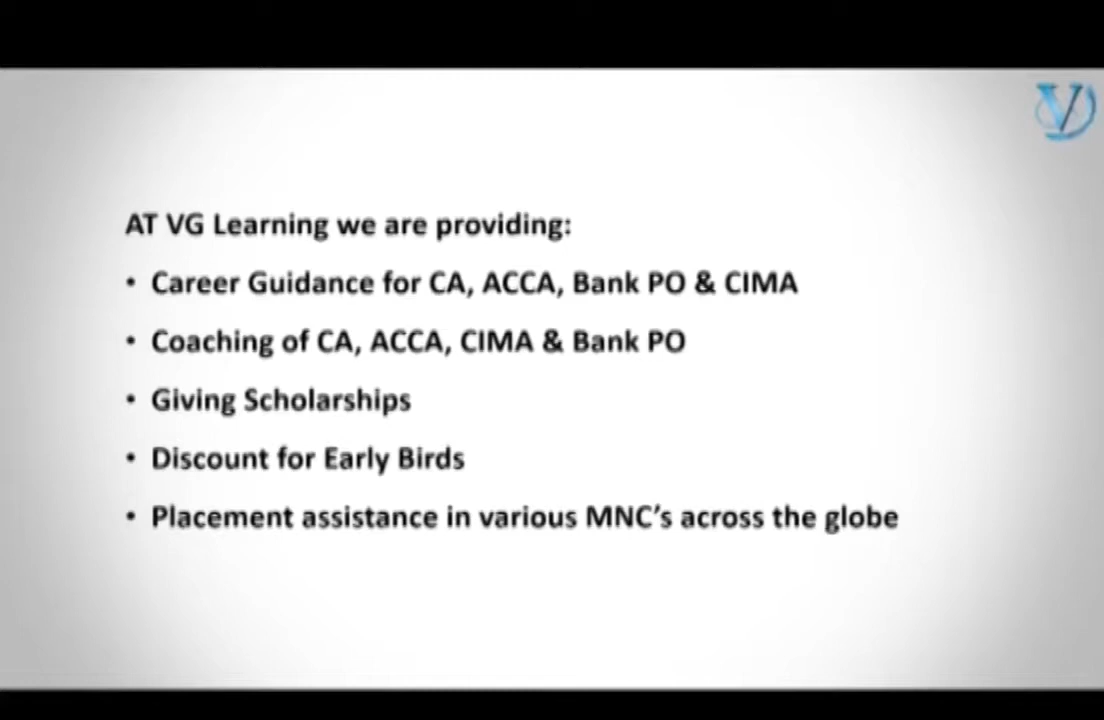 AT VG Learning we are providing:
• Career Guidance for CA, ACCA, Bank PO & CIMA
• Coaching of CA, ACCA, CIMA & Bank PO
• Giving Scholarships
• Discount for Early Birds
• Placement assistance in various MNC’s across the globe